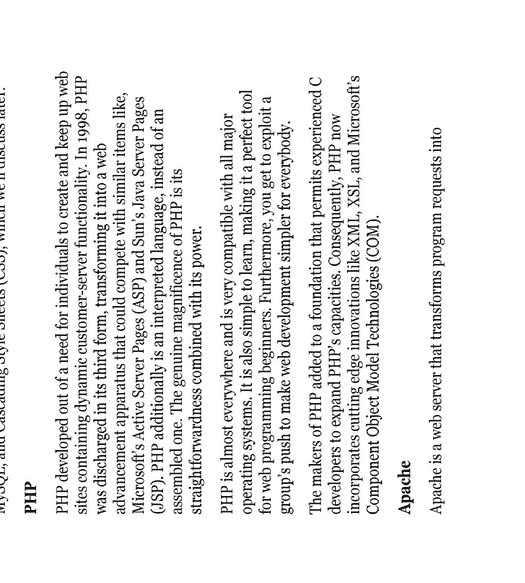 MySQL, and Cascading Style Sheets (CSS), which we'll discuss later.
PHP
PHP developed out of a need for individuals to create and keep up web
sites containing dynamic customer-server functionality. In 1998, PHP
was discharged in its third form, transforming it into a web
advancement apparatus that could compete with similar items like,
Microsoft's Active Server Pages (ASP) and Sun's Java Server Pages
(JSP). PHP additionally is an interpreted language, instead of an
assembled one. The genuine magnificence of PHP is its
straightforwardness combined with its power.
PHP is almost everywhere and is very compatible with all major
operating systems. It is also simple to learn, making it a perfect tool
for web programming beginners. Furthermore, you get to exploit a
group's push to make web development simpler for everybody.
The makers of PHP added to a foundation that permits experienced C
developers to expand PHP's capacities. Consequently, PHP now
incorporates cutting edge innovations like XML, XSL, and Microsoft's
Component Object Model Technologies (COM).
Apache
Apache is a web server that transforms program requests into